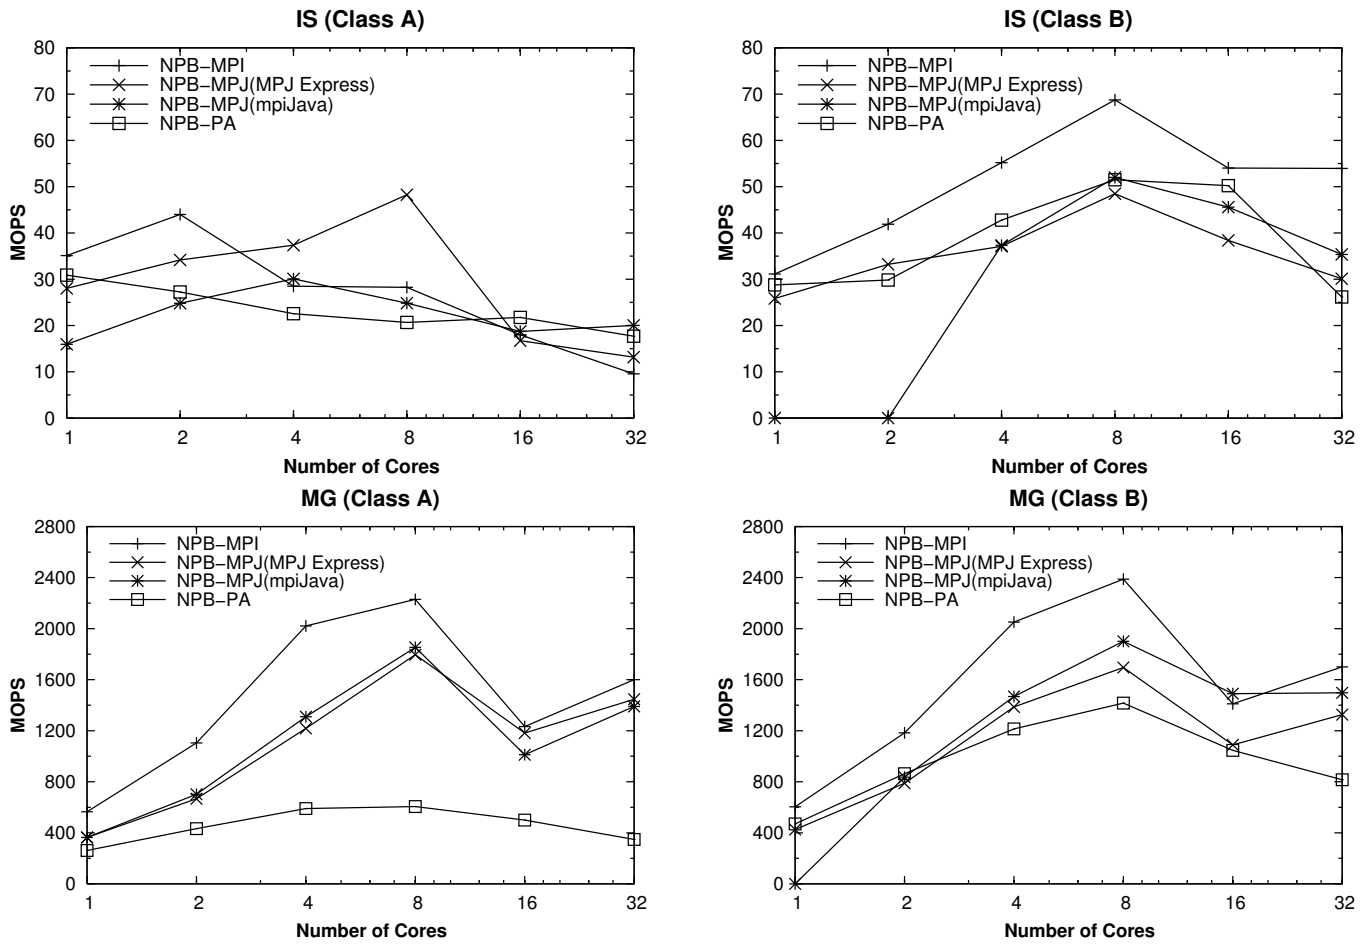 IS (Class A)
80
70
60
50
40
30
20
10
0
MOPS
NPB−MPI
NPB−MPJ(MPJ Express)
NPB−MPJ(mpiJava)
NPB−PA
1 2 4 8 16 32
Number of Cores
IS (Class B)
80
70
60
50
40
30
20
10
0
MOPS
NPB−MPI
NPB−MPJ(MPJ Express)
NPB−MPJ(mpiJava)
NPB−PA
1 2 4 8 16 32
Number of Cores
MG (Class A)
2800
2400
2000
1600
1200
800
400
0
MOPS
NPB−MPI
NPB−MPJ(MPJ Express)
NPB−MPJ(mpiJava)
NPB−PA
1 2 4 8 16 32
Number of Cores
MG (Class B)
2800
2400
2000
1600
1200
800
400
0
MOPS
NPB−MPI
NPB−MPJ(MPJ Express)
NPB−MPJ(mpiJava)
NPB−PA
1 2 4 8 16 32
Number of Cores